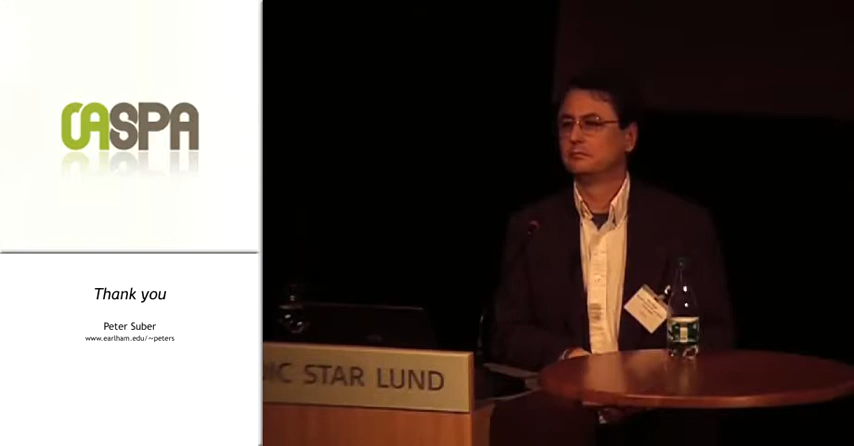 OASPA
Thank you
Peter Suber
www.earlham.edu/~peters
IC STAR LUND